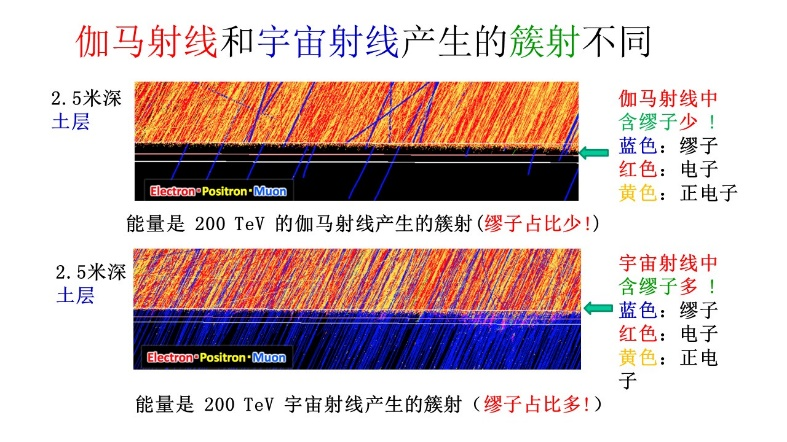 伽马射线和宇宙射线产生的簇射不同
2.5米深
土层
Electron·Positron·Muon
伽马射线中
含缪子少 !
蓝色：缪子
红色：电子
黄色：正电子
能量是 200 TeV 的伽马射线产生的簇射(缪子占比少!)
2.5米深
土层
Electron·Positron·Muon
宇宙射线中
含缪子多 !
蓝色：缪子
红色：电子
黄色：正电
子
能量是 200 TeV 宇宙射线产生的簇射（缪子占比多!）